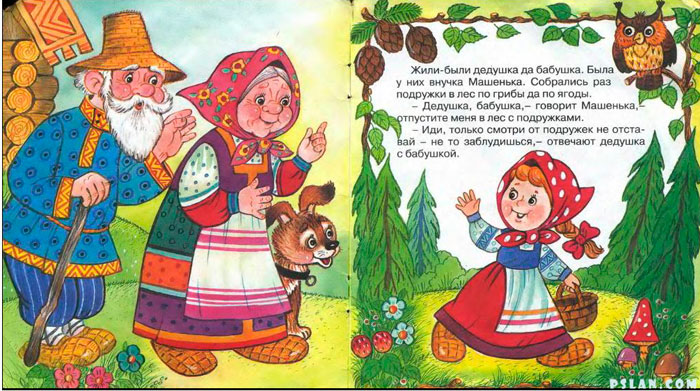 Жили-были дедушка да бабушка. Была
у них внучка Машенька. Собрались раз
подружки в лес по грибы да по ягоды.
– Дедушка, бабушка,– говорит Машенька,–
отпустите меня в лес с подружками.
– Иди, только смотри от подружек не отста-
вай – не то заблудишься,– отвечают дедушка
с бабушкой.
PSLAN.COM